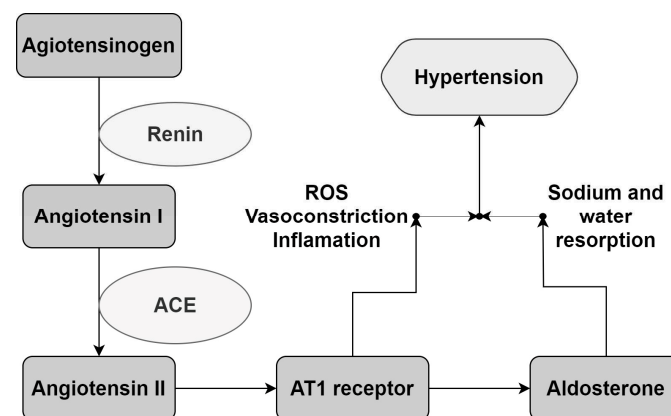 Agiotensinogen
Hypertension
Renin
Angiotensin I
ROS
Vasoconstriction
Inflamation
Sodium and
water
resorption
ACE
Angiotensin II
AT1 receptor
Aldosterone